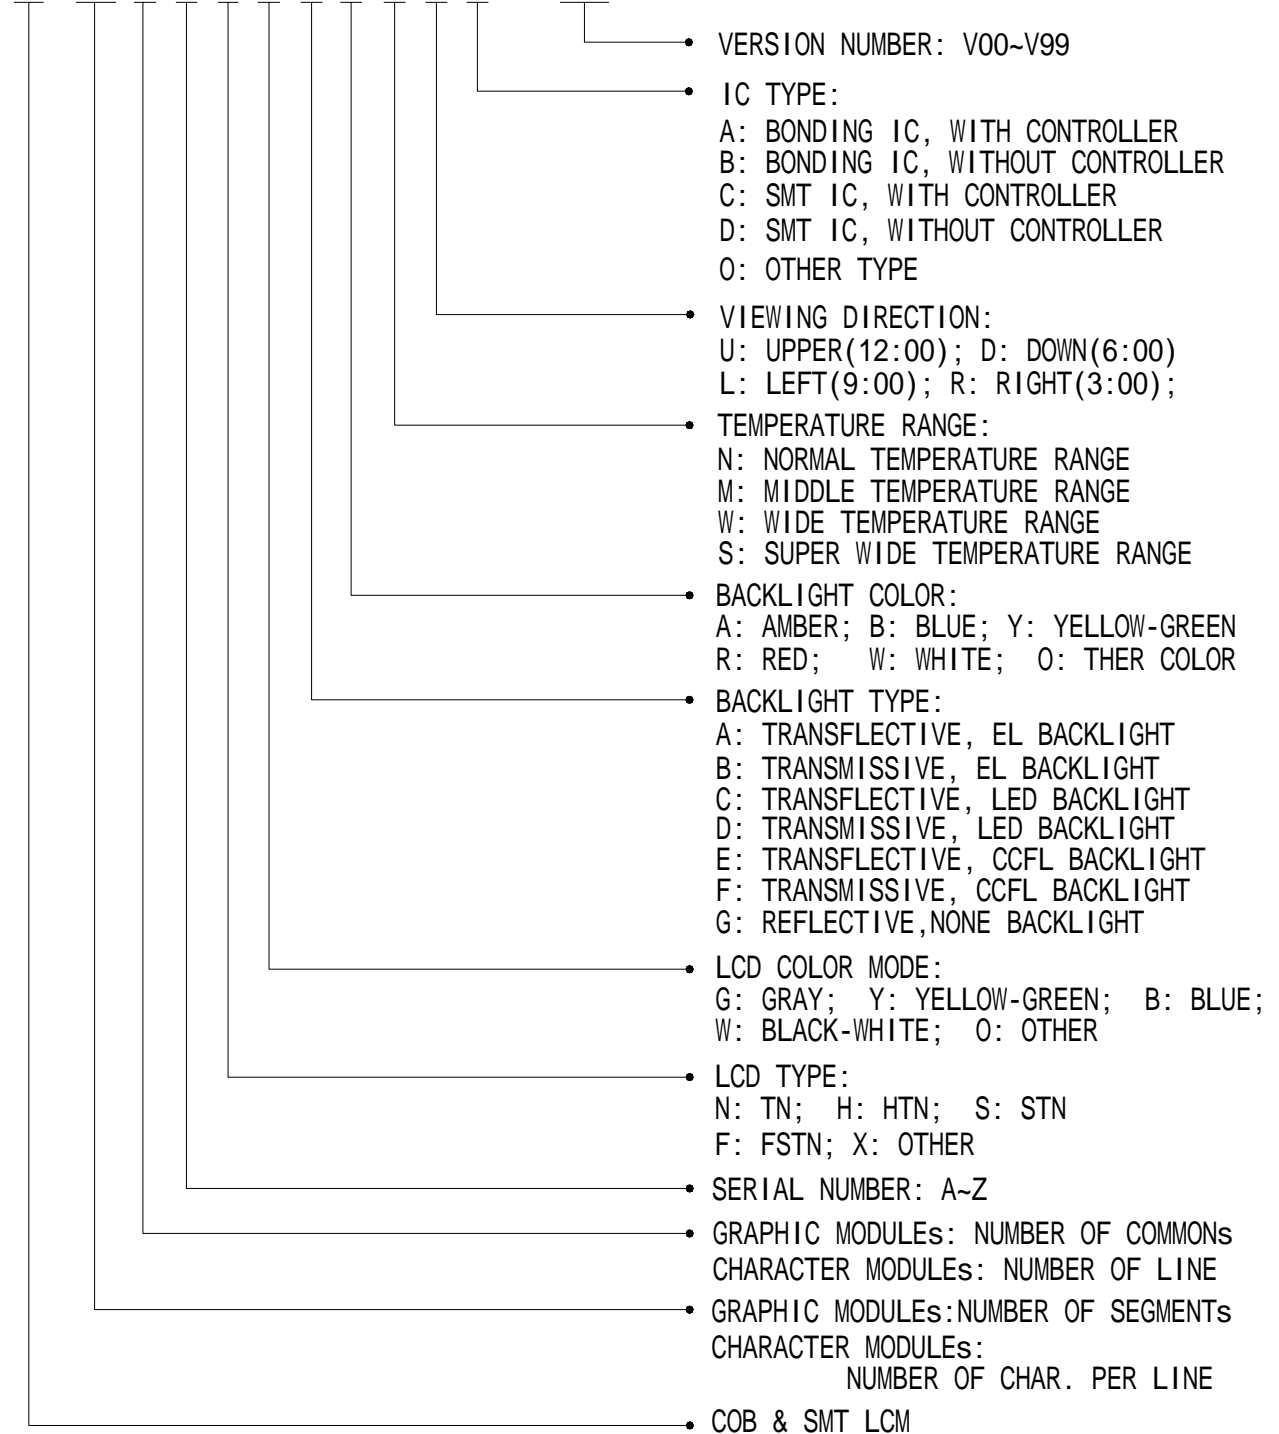 VERSION NUMBER: V00~V99
IC TYPE:
A: BONDING IC, WITH CONTROLLER
B: BONDING IC, WITHOUT CONTROLLER
C: SMT IC, WITH CONTROLLER
D: SMT IC, WITHOUT CONTROLLER
O: OTHER TYPE
VIEWING DIRECTION:
U: UPPER(12:00); D: DOWN(6:00)
L: LEFT(9:00); R: RIGHT(3:00);
TEMPERATURE RANGE:
N: NORMAL TEMPERATURE RANGE
M: MIDDLE TEMPERATURE RANGE
W: WIDE TEMPERATURE RANGE
S: SUPER WIDE TEMPERATURE RANGE
BACKLIGHT COLOR:
A: AMBER; B: BLUE; Y: YELLOW-GREEN
R: RED; W: WHITE; O: THER COLOR
BACKLIGHT TYPE:
A: TRANSFLECTIVE, EL BACKLIGHT
B: TRANSMISSIVE, EL BACKLIGHT
C: TRANSFLECTIVE, LED BACKLIGHT
D: TRANSMISSIVE, LED BACKLIGHT
E: TRANSFLECTIVE, CCFL BACKLIGHT
F: TRANSMISSIVE, CCFL BACKLIGHT
G: REFLECTIVE,NONE BACKLIGHT
LCD COLOR MODE:
G: GRAY; Y: YELLOW-GREEN; B: BLUE;
W: BLACK-WHITE; O: OTHER
LCD TYPE:
N: TN; H: HTN; S: STN
F: FSTN; X: OTHER
SERIAL NUMBER: A~Z
GRAPHIC MODULEs: NUMBER OF COMMONs
CHARACTER MODULEs: NUMBER OF LINE
GRAPHIC MODULEs:NUMBER OF SEGMENTs
CHARACTER MODULEs:
NUMBER OF CHAR. PER LINE
COB & SMT LCM